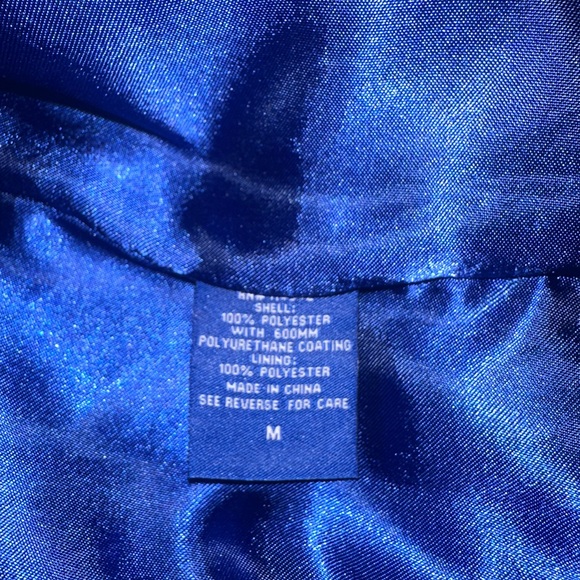 SHELL:
100% POLYESTER
WITH 600MM
POLYURETHANE COATING
LINING:
100% POLYESTER
MADE IN CHINA
SEE REVERSE FOR CARE
M